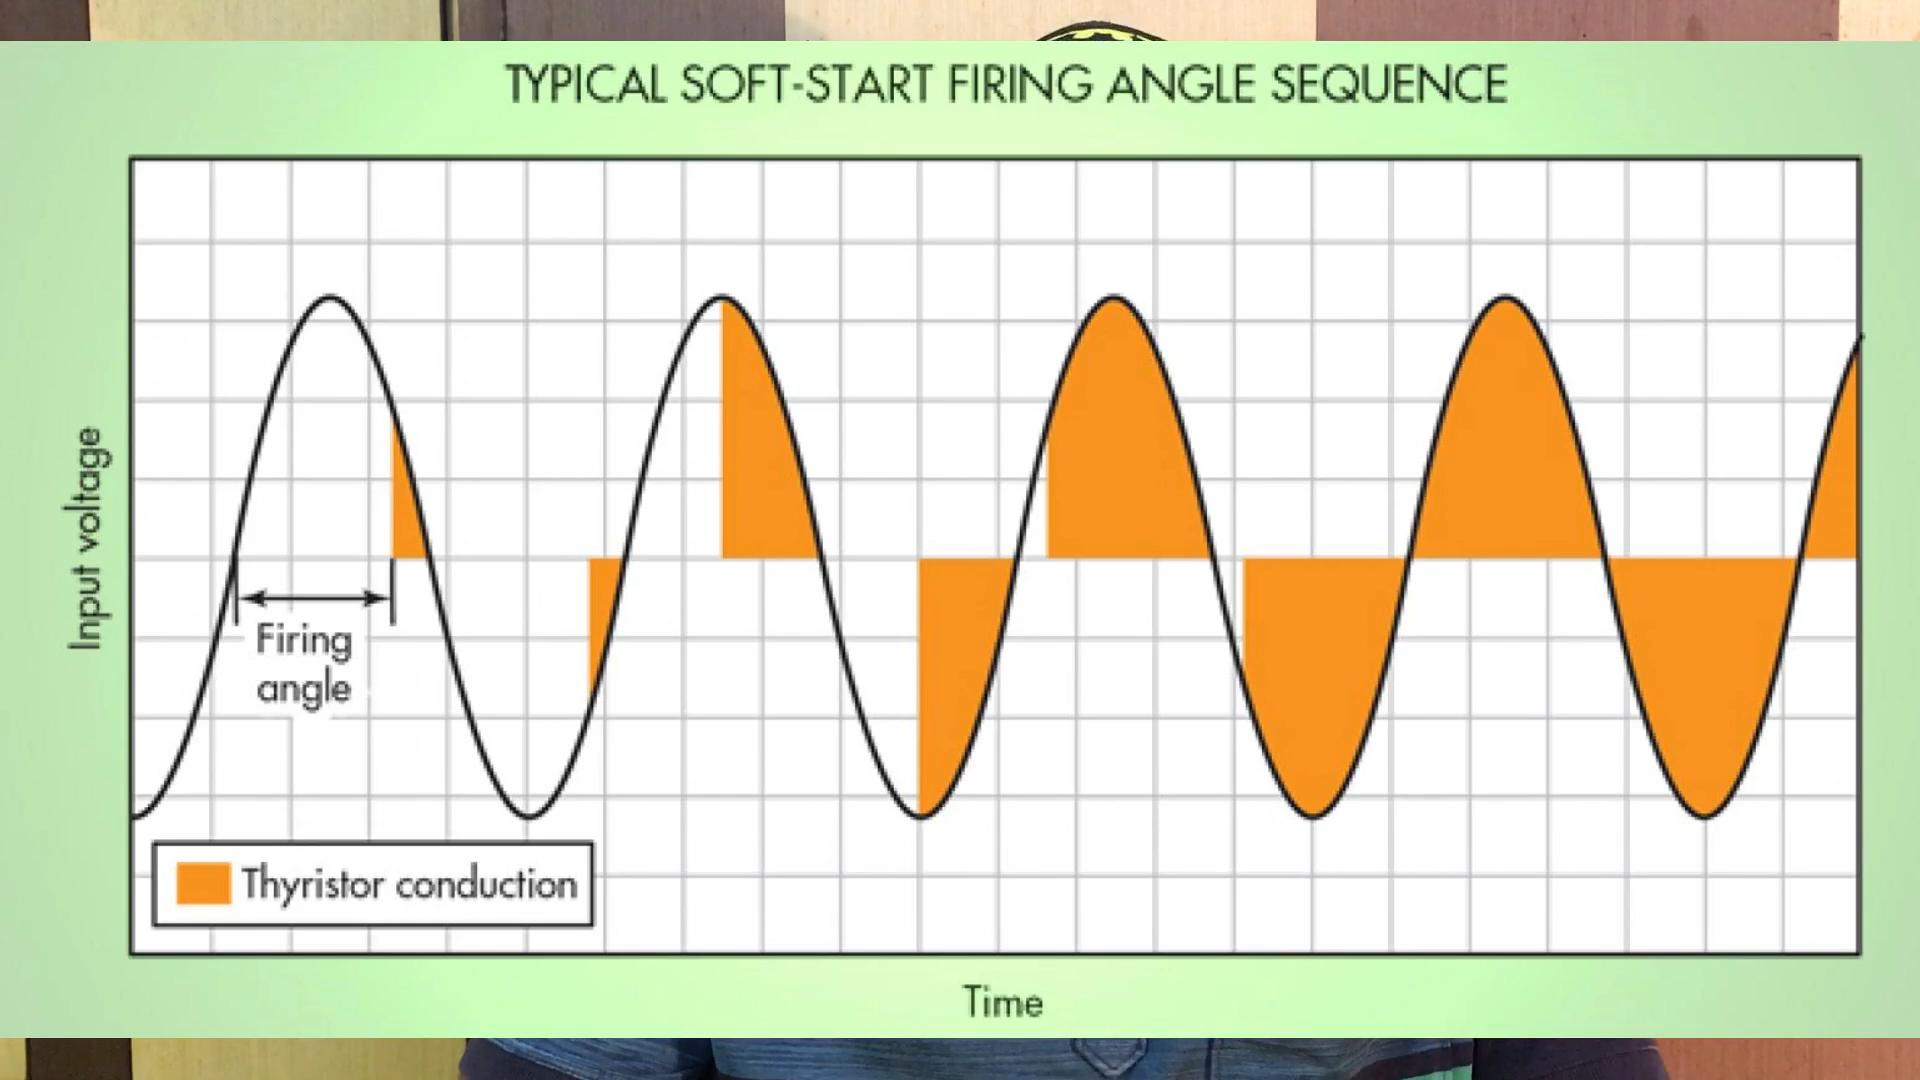 TYPICAL SOFT-START FIRING ANGLE SEQUENCE
Input voltage
Firing
angle
Thyristor conduction
Time